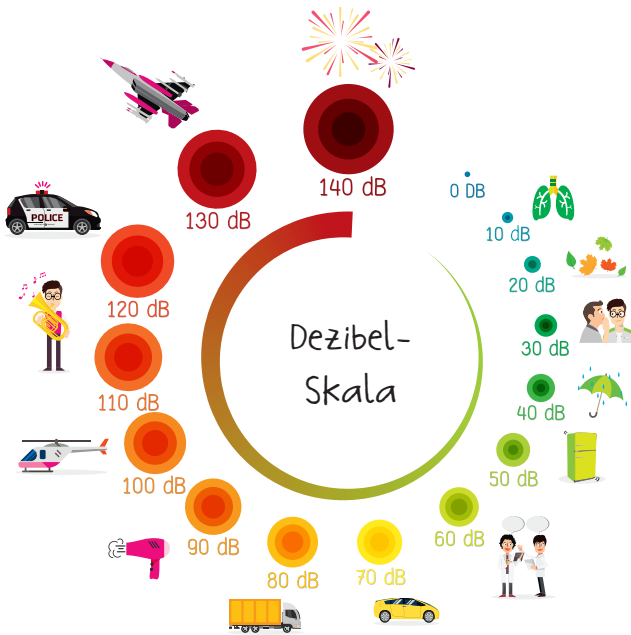 140 dB
0 DB
130 dB
10 dB
POLICE
20 dB
120 dB
Dezibel-
Skala
30 dB
110 dB
40 dB
100 dB
50 dB
90 dB
60 dB
80 dB
70 dB